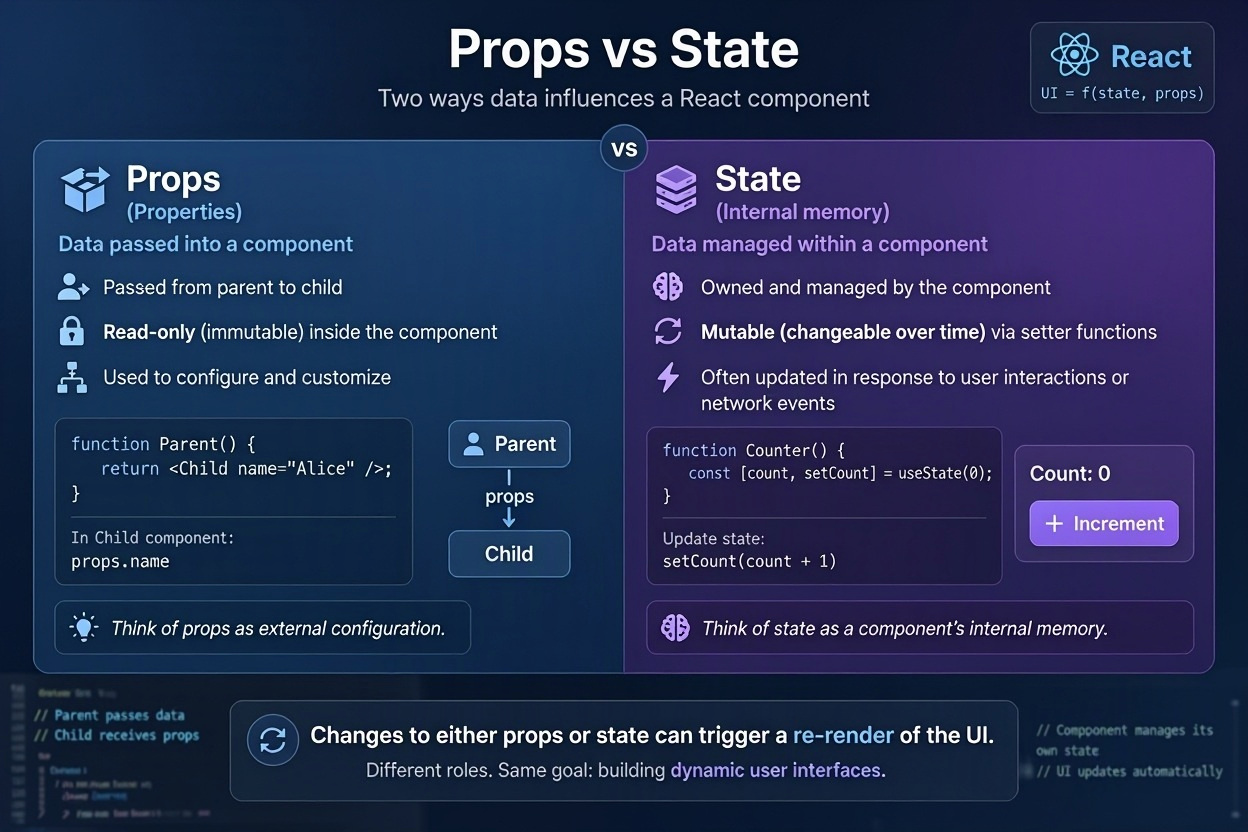 Props vs State
Two ways data influences a React component
React
UI = f(state, props)
VS
Props
(Properties)
Data passed into a component
Passed from parent to child
Read-only (immutable) inside the component
Used to configure and customize
function Parent() {
return <Child name="Alice" />;
}
In Child component:
props.name
Parent
props
Child
Think of props as external configuration.
State
(Internal memory)
Data managed within a component
Owned and managed by the component
Mutable (changeable over time) via setter functions
Often updated in response to user interactions or
network events
function Counter() {
const [count, setCount] = useState(0);
}
Update state:
setCount(count + 1)
Count: 0
+ Increment
Think of state as a component's internal memory.
// Parent passes data
// Child receives props
Changes to either props or state can trigger a re-render of the UI.
Different roles. Same goal: building dynamic user interfaces.
// Component manages its
own state
// UI updates automatically